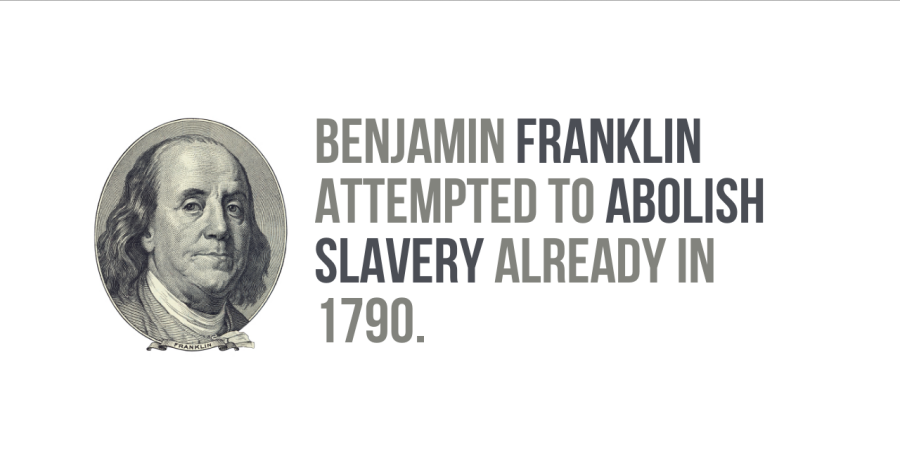 BENJAMIN FRANKLIN
ATTEMPTED TO ABOLISH
SLAVERY ALREADY IN
1790.
FRANKLIN